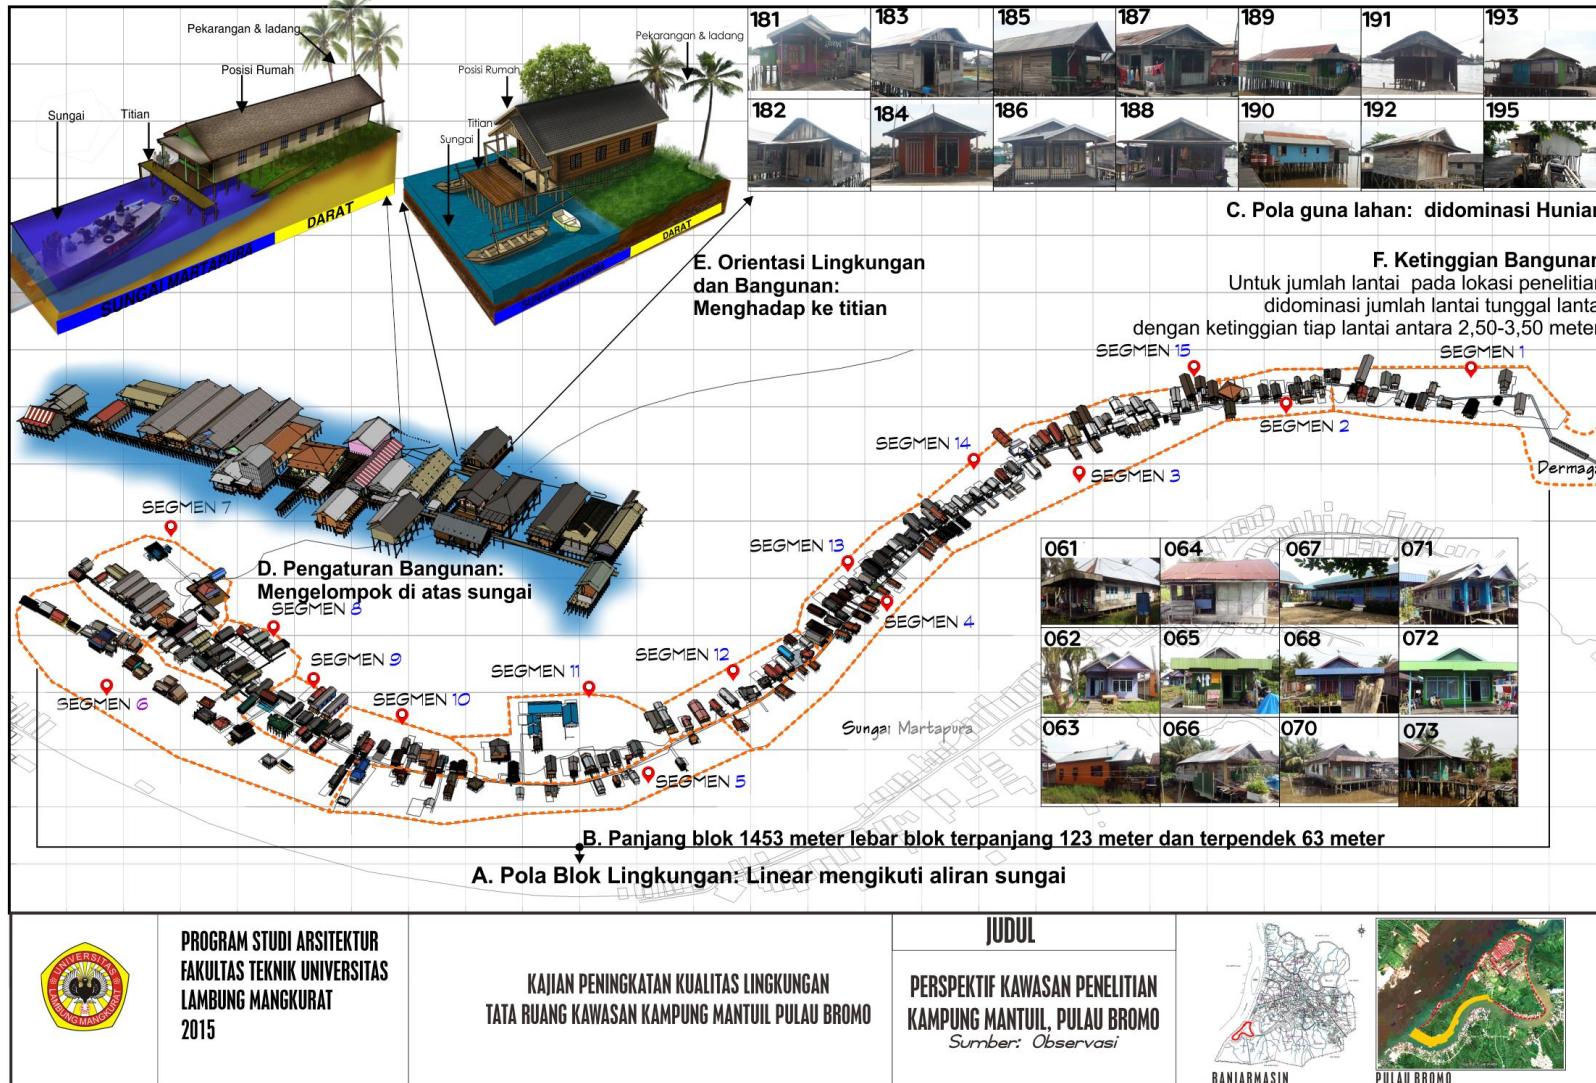 Pekarangan & ladang
Posisi Rumah
Sungai
Titian
DARAT
SUNGAI MARTAPURA
Pekarangan & ladang
Posisi Rumah
Titian
Sungai
DARAT
SUNGAI MARTAPURA
181
183
185
187
189
191
193
182
184
186
188
190
192
195
C. Pola guna lahan: didominasi Hunian
E. Orientasi Lingkungan
dan Bangunan:
Menghadap ke titian
F. Ketinggian Bangunan
Untuk jumlah lantai pada lokasi penelitian
didominasi jumlah lantai tunggal lantai
dengan ketinggian tiap lantai antara 2,50-3,50 meter
SEGMEN 15
SEGMEN 1
SEGMEN 2
SEGMEN 14
SEGMEN 3
Dermaga
SEGMEN 7
SEGMEN 13
D. Pengaturan Bangunan:
Mengelompok di atas sungai
SEGMEN 8
SEGMEN 4
SEGMEN 9
SEGMEN 12
SEGMEN 11
SEGMEN 6
SEGMEN 10
Sungai Martapura
SEGMEN 5
061
064
067
071
062
065
068
072
063
066
070
073
B. Panjang blok 1453 meter lebar blok terpanjang 123 meter dan terpendek 63 meter
A. Pola Blok Lingkungan: Linear mengikuti aliran sungai
UNIVERSITAS
LAMBUNG MANGKURAT
PROGRAM STUDI ARSITEKTUR
FAKULTAS TEKNIK UNIVERSITAS
LAMBUNG MANGKURAT
2015
KAJIAN PENINGKATAN KUALITAS LINGKUNGAN
TATA RUANG KAWASAN KAMPUNG MANTUIL PULAU BROMO
JUDUL
PERSPEKTIF KAWASAN PENELITIAN
KAMPUNG MANTUIL, PULAU BROMO
Sumber: Observasi
BANJARMASIN
PULAU BROMO